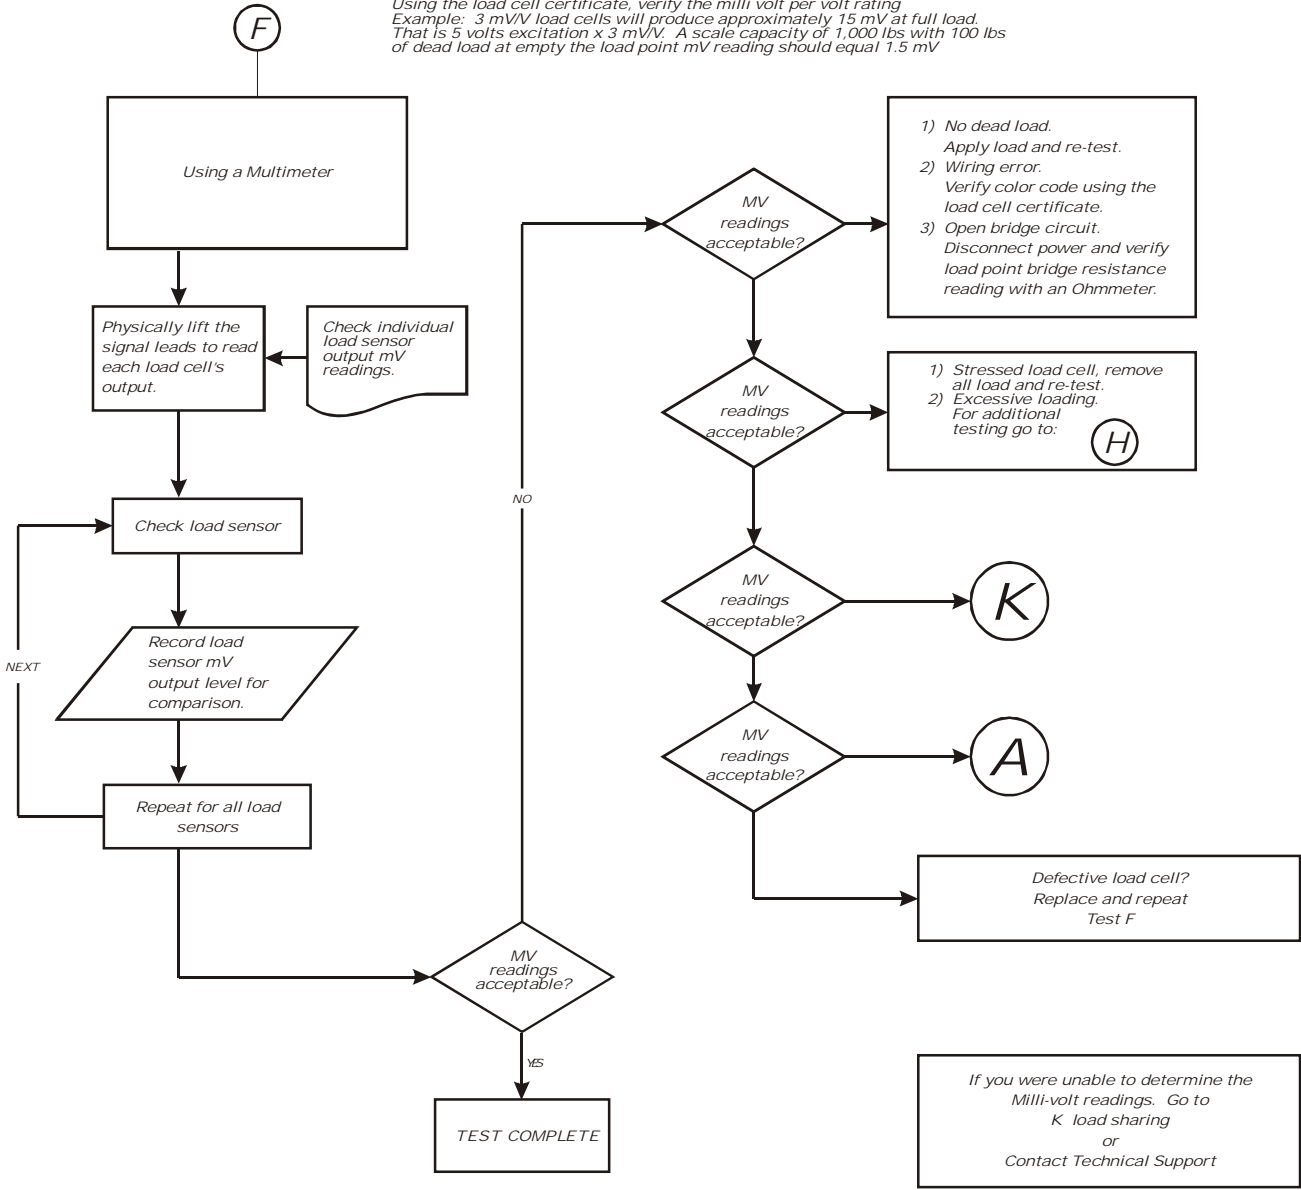 F
Using the load cell certificate, verify the milli volt per volt rating
Example: 3 mV/V load cells will produce approximately 15 mV at full load.
That is 5 volts excitation x 3 mV/V. A scale capacity of 1,000 lbs with 100 lbs
of dead load at empty the load point mV reading should equal 1.5 mV
Using a Multimeter
Physically lift the
signal leads to read
each load cell's
output.
Check individual
load sensor
output mV
readings.
Check load sensor
NEXT
Record load
sensor mV
output level for
comparison.
Repeat for all load
sensors
MV
readings
acceptable?
NO
YES
TEST COMPLETE
MV
readings
acceptable?
1) No dead load.
Apply load and re-test.
2) Wiring error.
Verify color code using the
load cell certificate.
3) Open bridge circuit.
Disconnect power and verify
load point bridge resistance
reading with an Ohmmeter.
MV
readings
acceptable?
1) Stressed load cell, remove
all load and re-test.
2) Excessive loading.
For additional
testing go to:
H
MV
readings
acceptable?
K
MV
readings
acceptable?
A
Defective load cell?
Replace and repeat
Test F
If you were unable to determine the
Milli-volt readings. Go to
K load sharing
or
Contact Technical Support